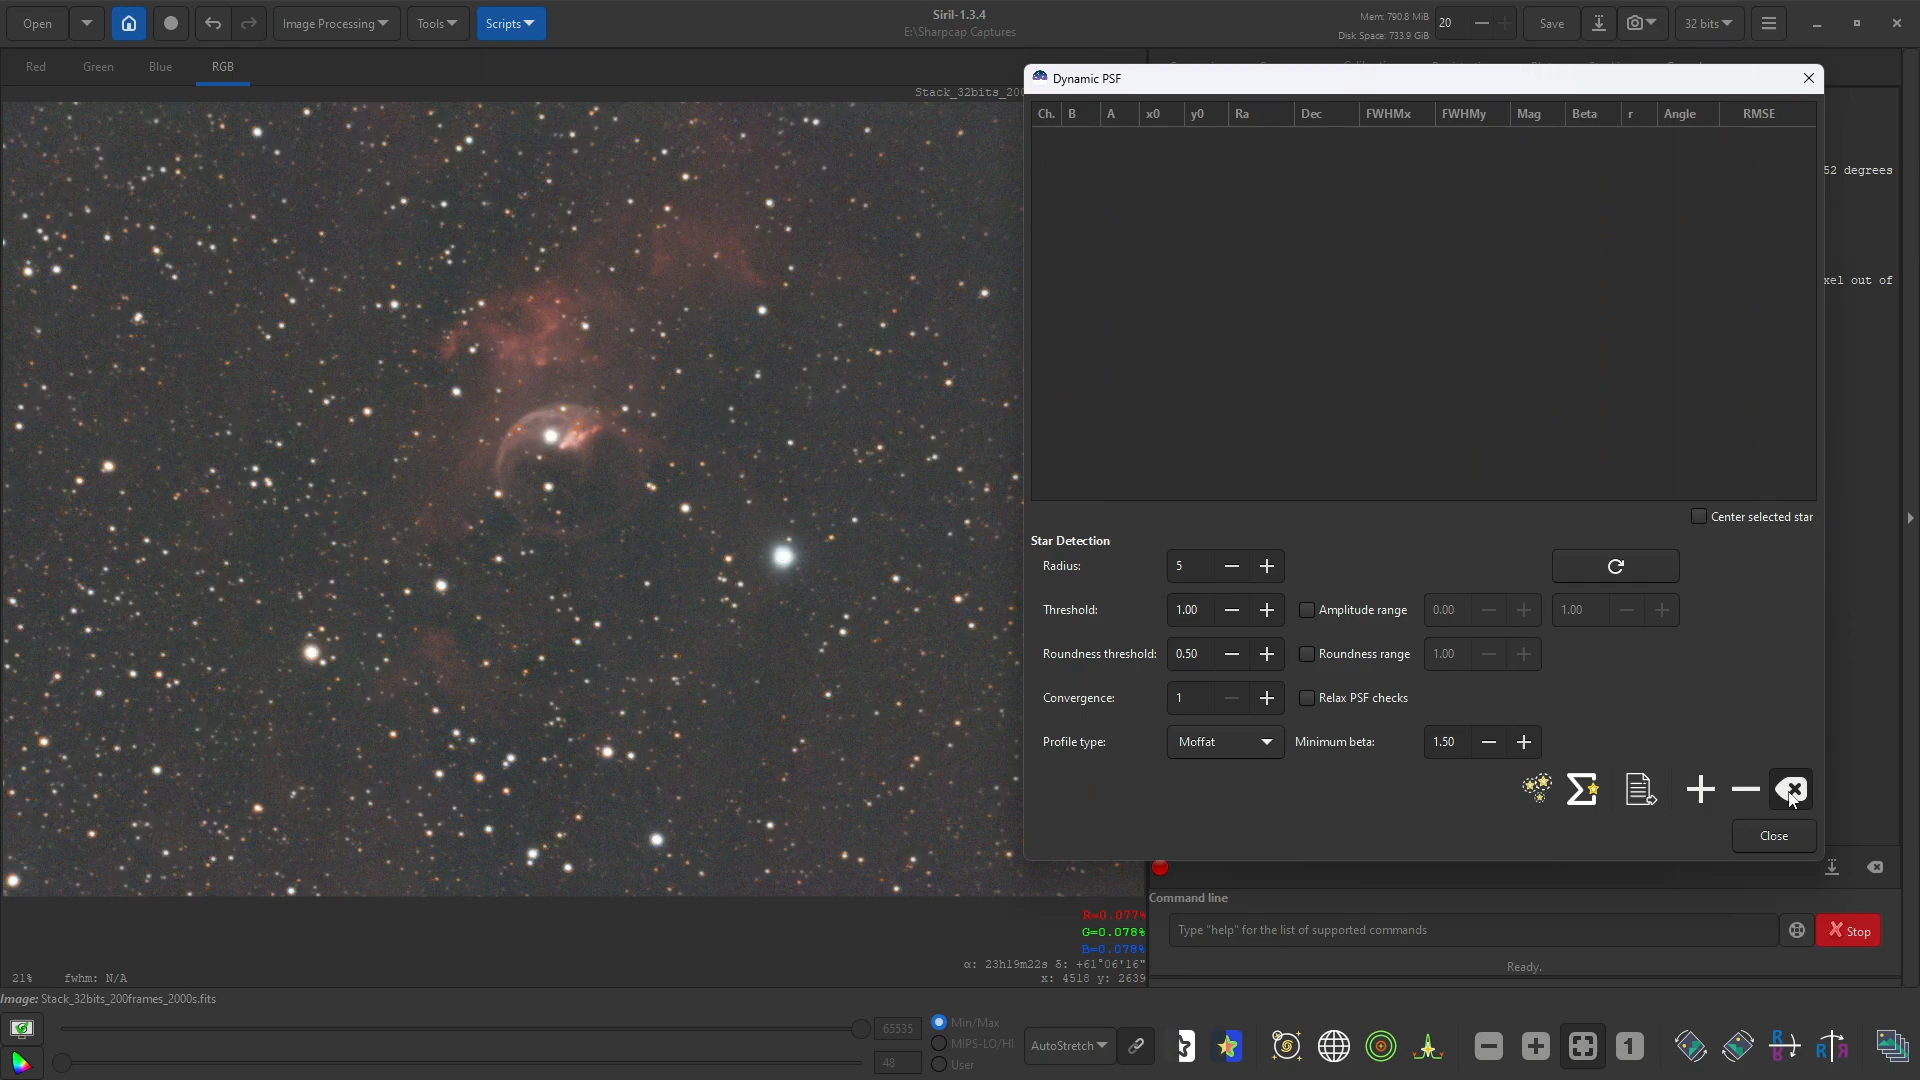 Open
Image Processing
Tools
Scripts
Siril-1.3.4
E:\Sharpcap Captures
Mem: 790.8 MiB
Disk Space: 733.9 GiB
20
Save
32 bits
Red
Green
Blue
RGB
Stack_32bits_200
Dynamic PSF
Ch.
B
A
x0
y0
Ra
Dec
FWHMx
FWHMy
Mag
Beta
r
Angle
RMSE
52 degrees
xel out of
Center selected star
Star Detection
Radius:
5
Threshold:
1.00
Amplitude range
0.00
1.00
Roundness threshold:
0.50
Roundness range
1.00
Convergence:
1
Relax PSF checks
Profile type:
Moffat
Minimum beta:
1.50
Close
Command line
Type "help" for the list of supported commands
Stop
Ready.
R=0.077%
G=0.078%
B=0.078%
α: 23h19m22s δ: +61°06'16"
x: 4518 y: 2639
21%
fwhm: N/A
Image: Stack_32bits_200frames_2000s.fits
65535
48
Min/Max
MIPS-LO/HI
User
AutoStretch
1
R
R
R
R